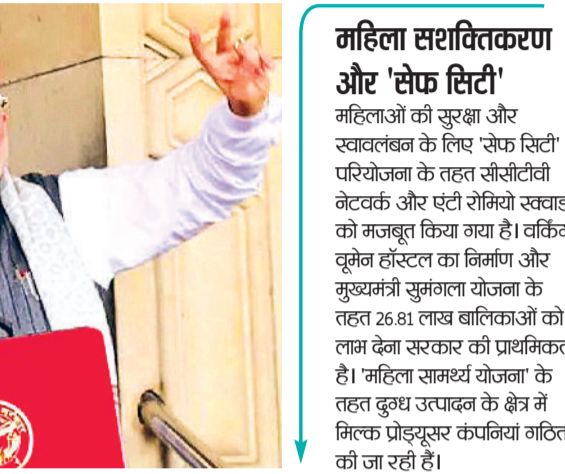 महिला सशक्तिकरण
और 'सेफ सिटी'
महिलाओं की सुरक्षा और
स्वावलंबन के लिए 'सेफ सिटी'
परियोजना के तहत सीसीटीवी
नेटवर्क और एंटी रोमियो स्क्वाड
को मजबूत किया गया है। वर्किंग
वूमेन हॉस्टल का निर्माण और
मुख्यमंत्री सुमंगला योजना के
तहत 26.81 लाख बालिकाओं को
लाभ देना सरकार की प्राथमिकता
है। 'महिला सामर्थ्य योजना' के
तहत दुग्ध उत्पादन के क्षेत्र में
मिल्क प्रोड्यूसर कंपनियां गठित
की जा रही हैं।